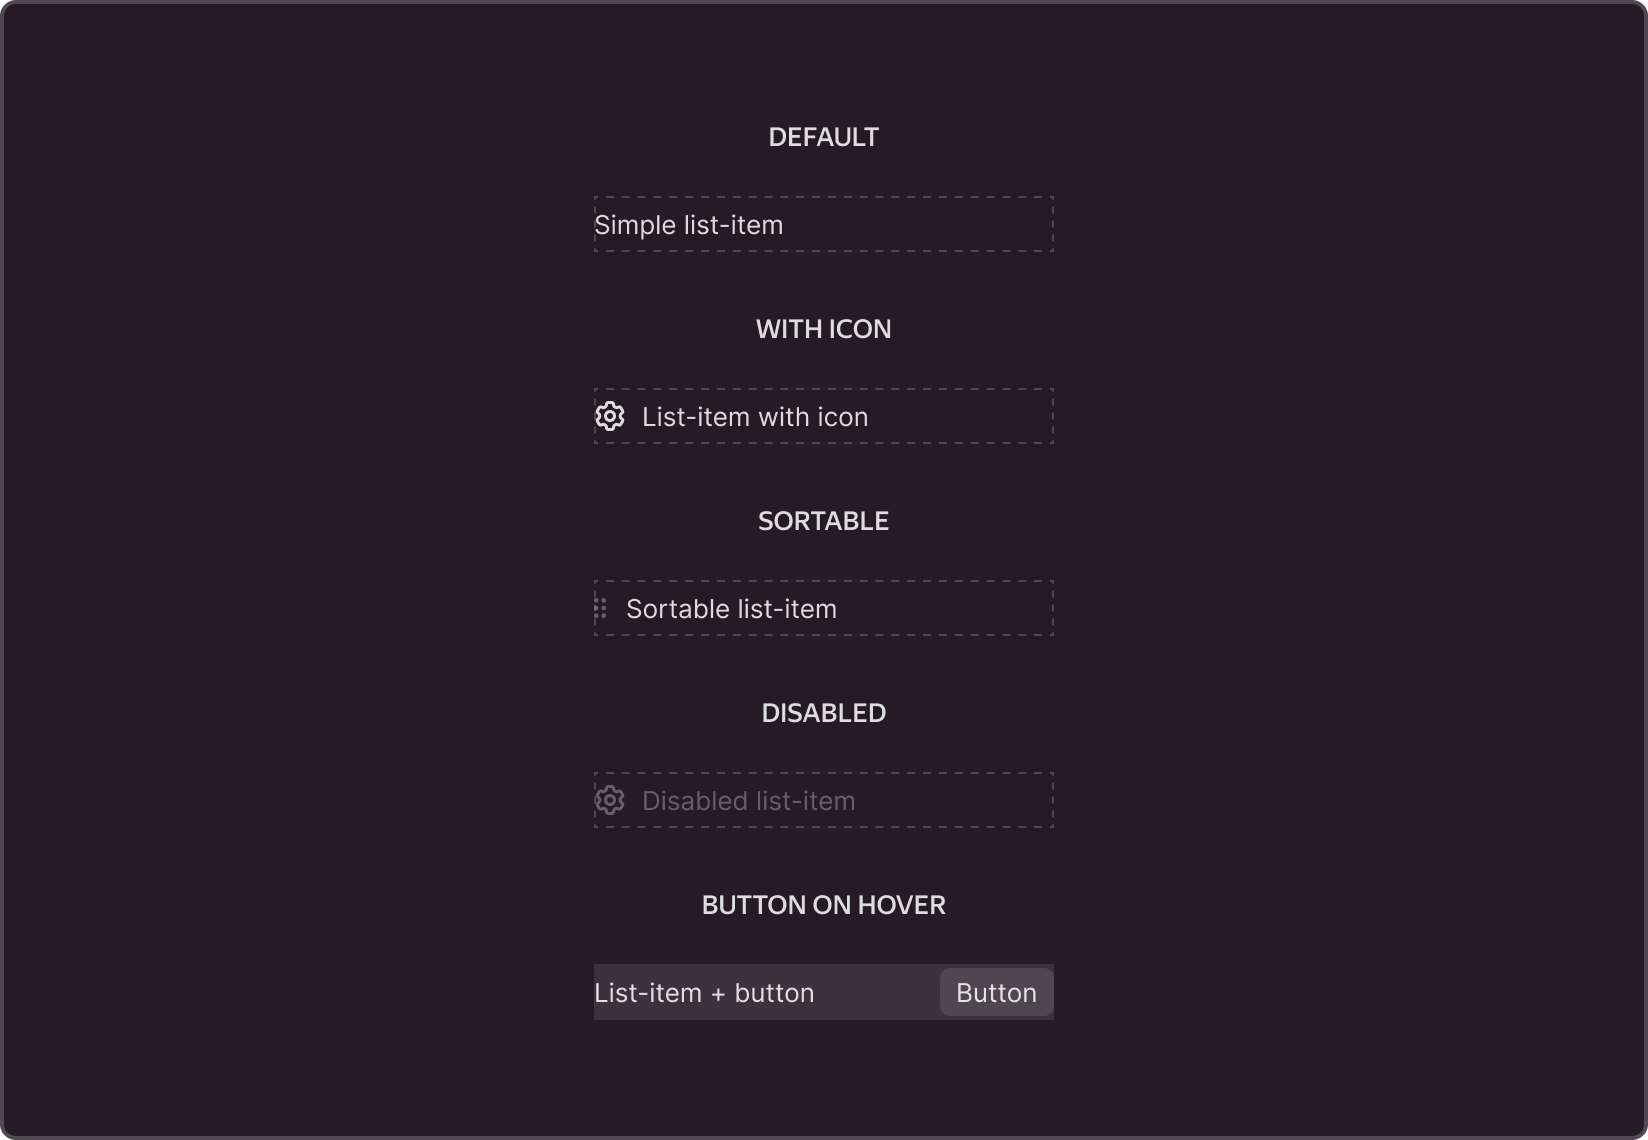 DEFAULT
Simple list-item
WITH ICON
List-item with icon
SORTABLE
Sortable list-item
DISABLED
Disabled list-item
BUTTON ON HOVER
List-item + button Button